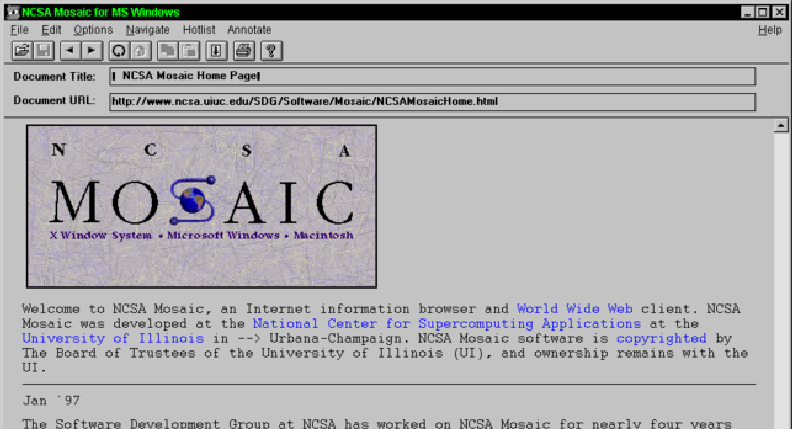 NCSA Mosaic for MS Windows
File Edit Options Navigate Hotlist Annotate Help
Document Title: NCSA Mosaic Home Page
Document URL: http://www.ncsa.uiuc.edu/SDG/Software/Mosaic/NCSAMosaicHome.html
N C S A
MOSAIC
X Window System • Microsoft Windows • Macintosh
Welcome to NCSA Mosaic, an Internet information browser and World Wide Web client. NCSA
Mosaic was developed at the National Center for Supercomputing Applications at the
University of Illinois in --> Urbana-Champaign. NCSA Mosaic software is copyrighted by
The Board of Trustees of the University of Illinois (UI), and ownership remains with the
UI.
Jan `97
The Software Development Group at NCSA has worked on NCSA Mosaic for nearly four years